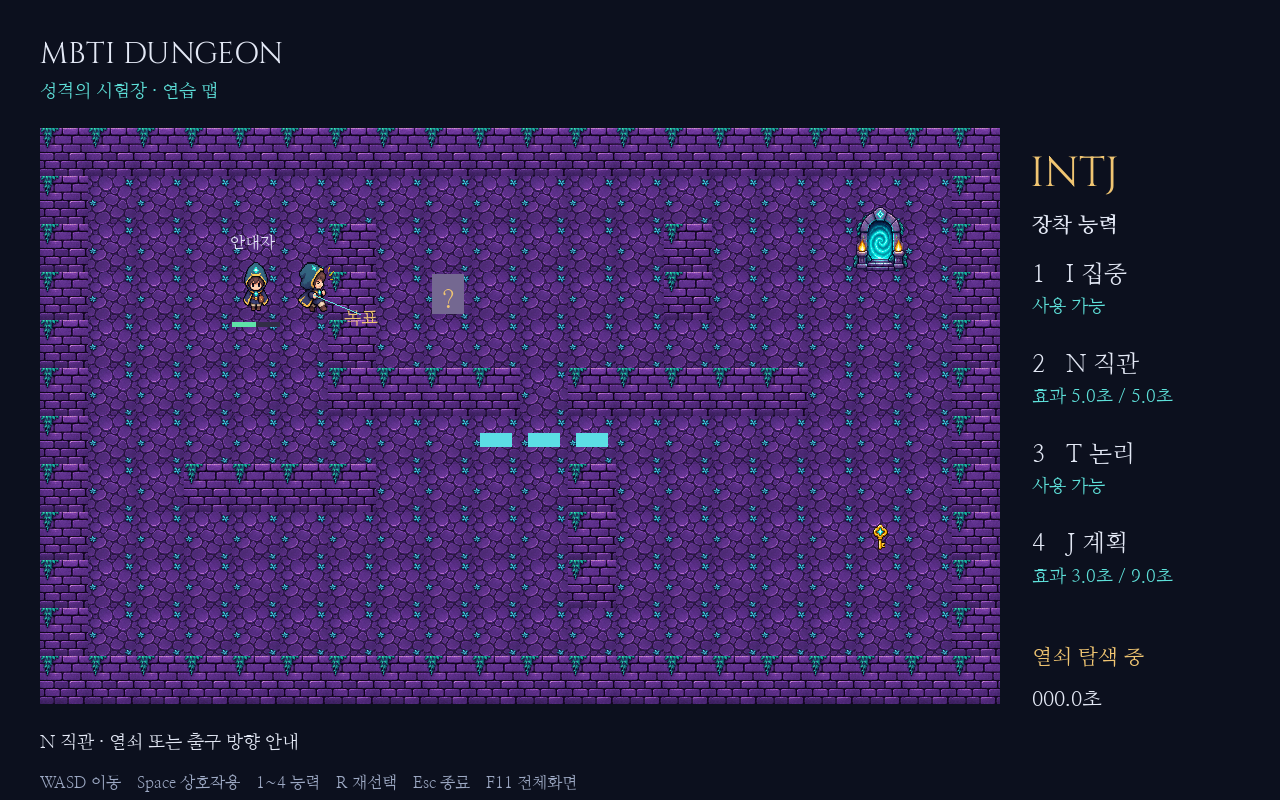 MBTI DUNGEON
성격의 시험장 · 연습 맵
안내자
목표
?
INTJ
장착 능력
1 I 집중
사용 가능
2 N 직관
효과 5.0초 / 5.0초
3 T 논리
사용 가능
4 J 계획
효과 3.0초 / 9.0초
열쇠 탐색 중
000.0초
N 직관 · 열쇠 또는 출구 방향 안내
WASD 이동 Space 상호작용 1~4 능력 R 재선택 Esc 종료 F11 전체화면